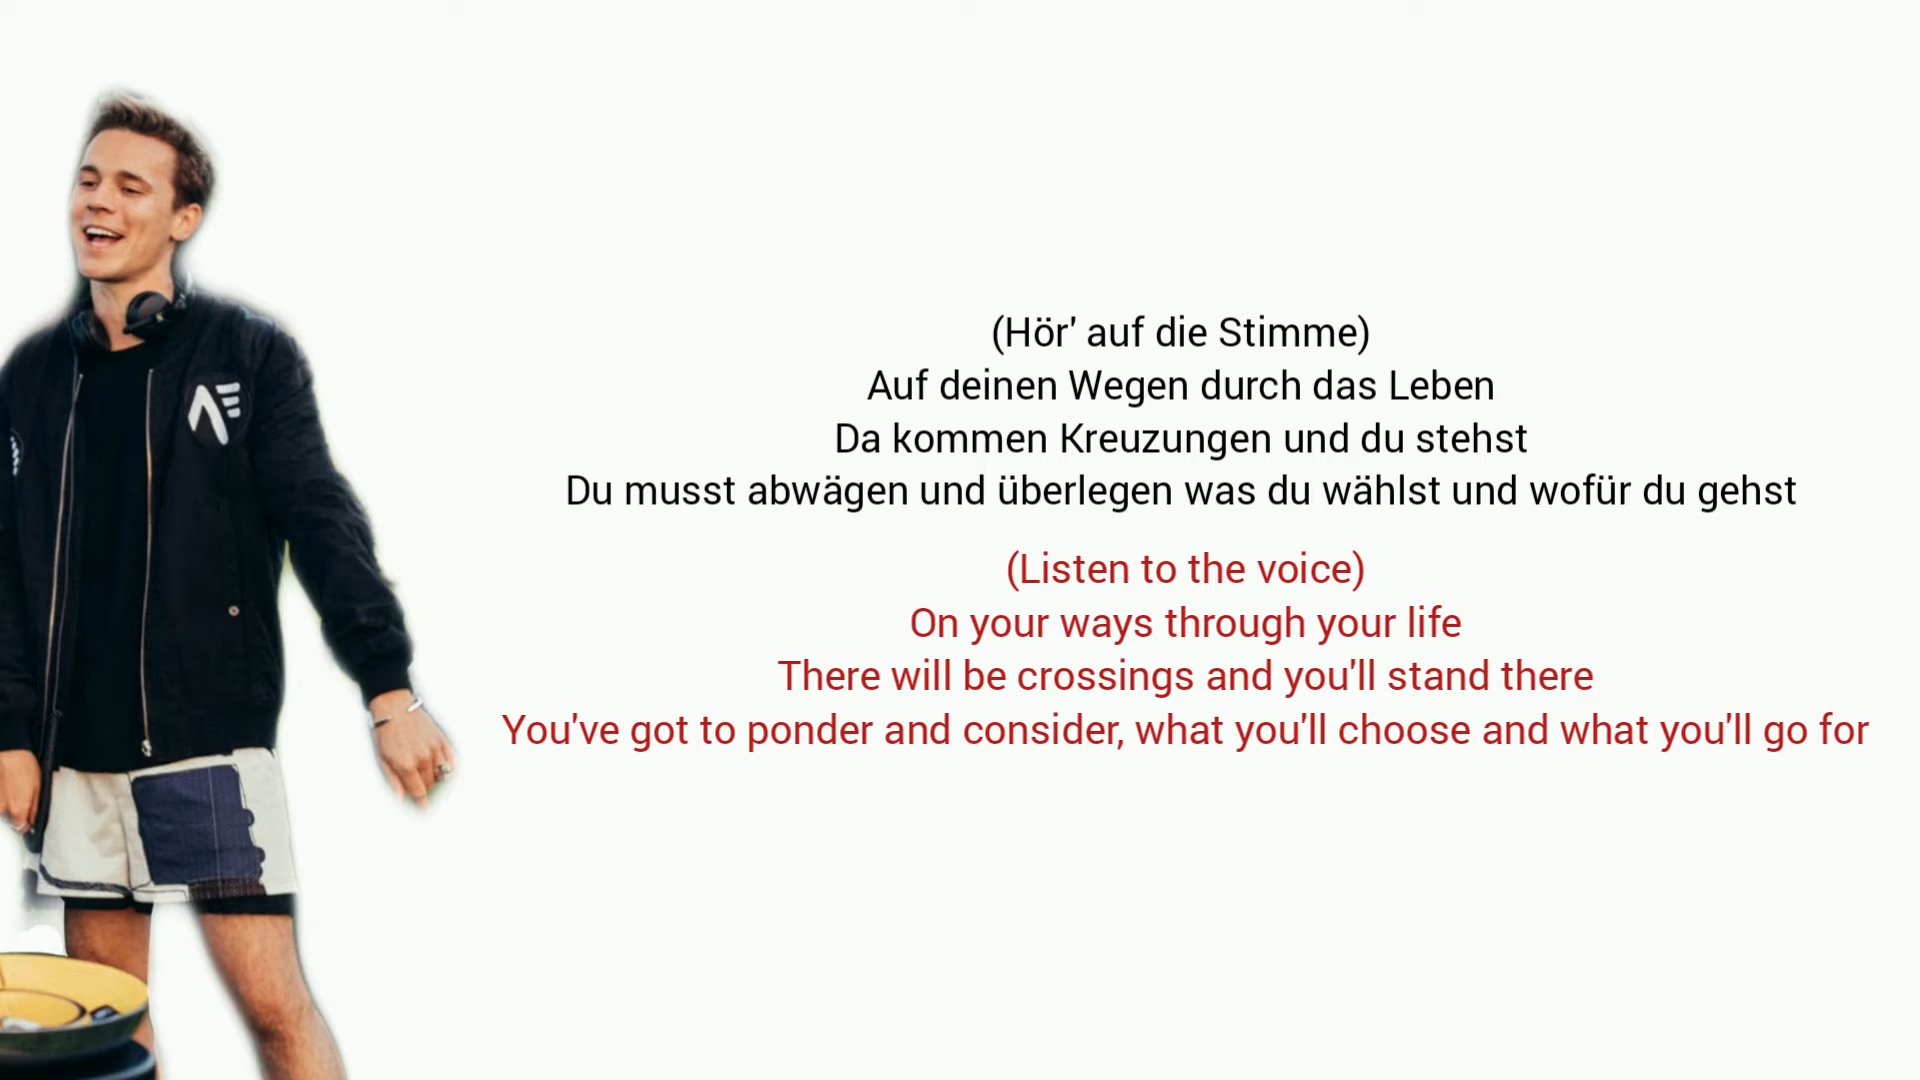 (Hör' auf die Stimme)
Auf deinen Wegen durch das Leben
Da kommen Kreuzungen und du stehst
Du musst abwägen und überlegen was du wählst und wofür du gehst
(Listen to the voice)
On your ways through your life
There will be crossings and you'll stand there
You've got to ponder and consider, what you'll choose and what you'll go for